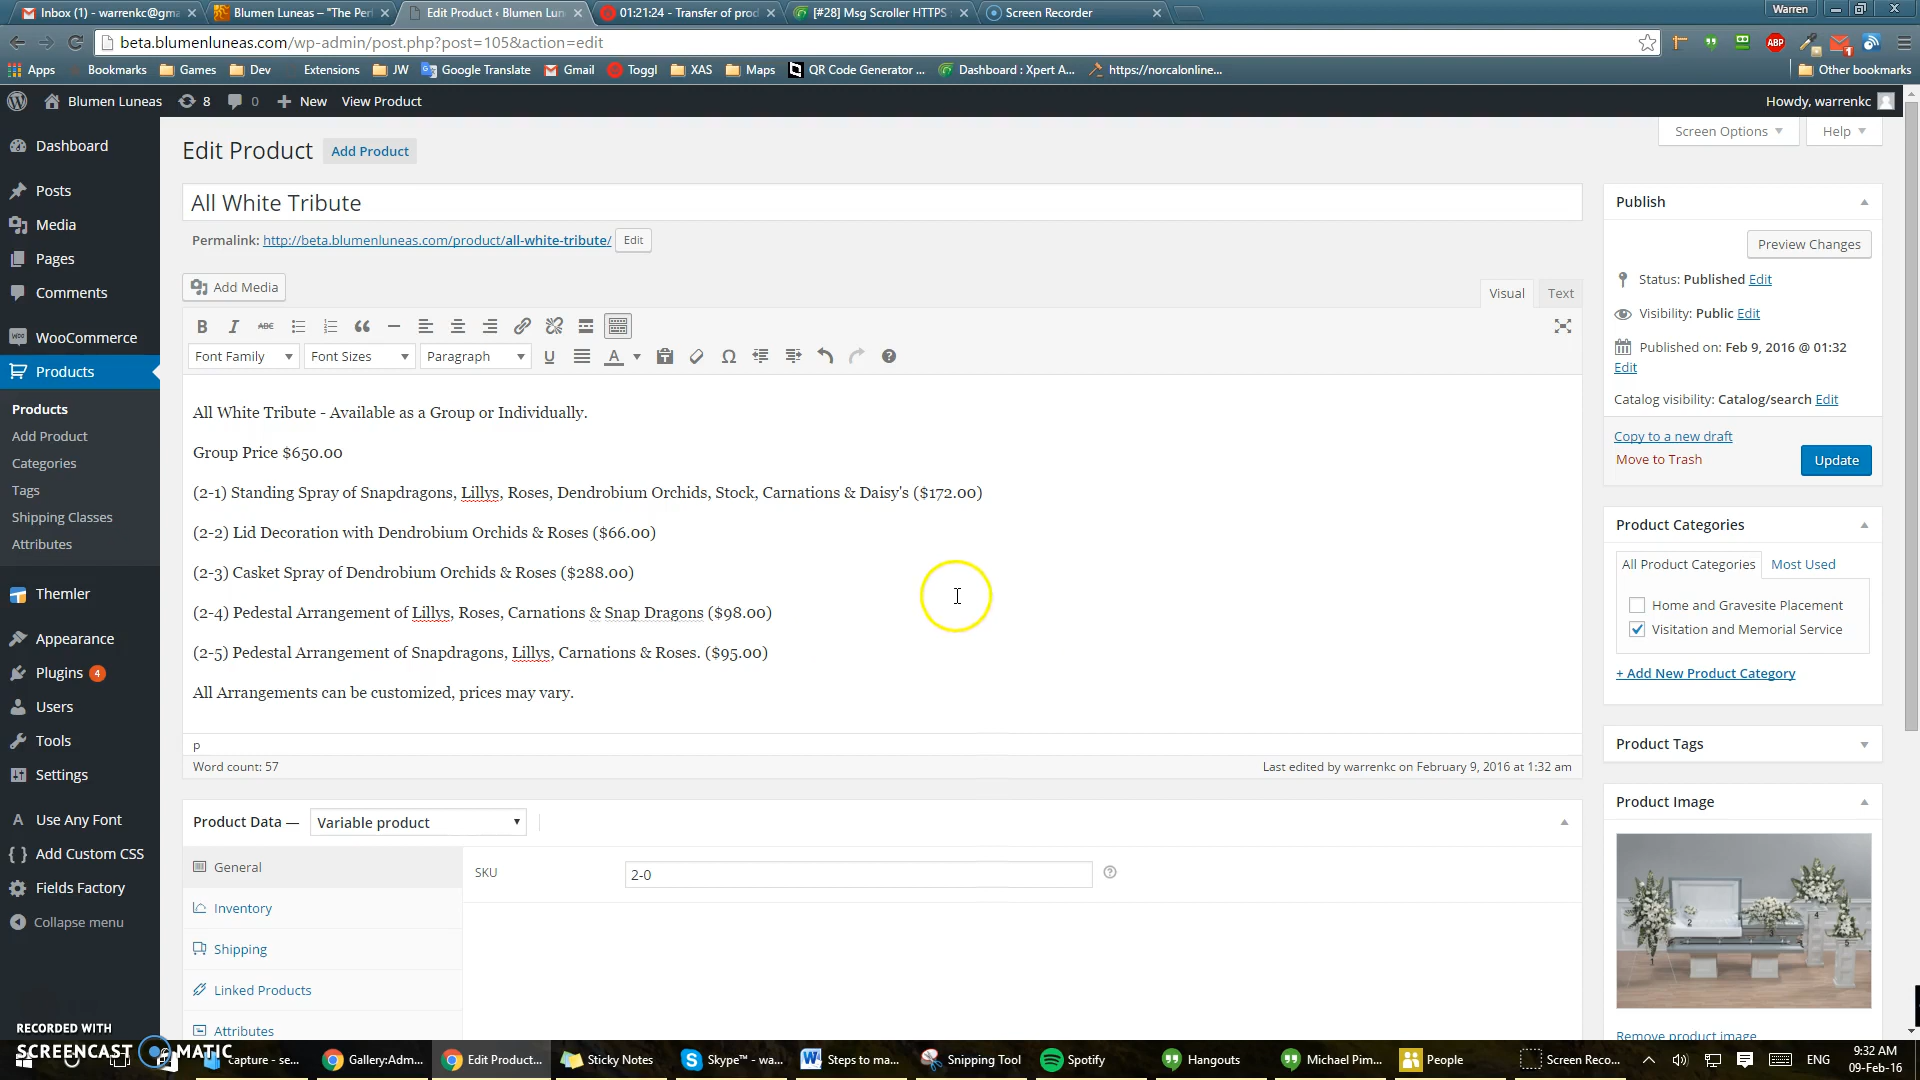 Inbox (1) - warrenkc@gma
Blumen Luneas – "The Per
Edit Product ‹ Blumen Lun
01:21:24 - Transfer of prod
[#28] Msg Scroller HTTPS
Screen Recorder
Warren
beta.blumenluneas.com/wp-admin/post.php?post=105&action=edit
Apps
Bookmarks
Games
Dev
Extensions
JW
Google Translate
Gmail
Toggl
XAS
Maps
QR Code Generator ...
Dashboard : Xpert A...
https://norcalonline...
Other bookmarks
Blumen Luneas
8
0
New
View Product
Howdy, warrenkc
Screen Options
Help
Dashboard
Posts
Media
Pages
Comments
WooCommerce
Products
Products
Add Product
Categories
Tags
Shipping Classes
Attributes
Themler
Appearance
Plugins 4
Users
Tools
Settings
Use Any Font
Add Custom CSS
Fields Factory
Collapse menu
Edit Product
Add Product
All White Tribute
Permalink: http://beta.blumenluneas.com/product/all-white-tribute/
Edit
Add Media
Visual
Text
B
I
ABC
Font Family
Font Sizes
Paragraph
U
A
Ω
All White Tribute - Available as a Group or Individually.
Group Price $650.00
(2-1) Standing Spray of Snapdragons, Lillys, Roses, Dendrobium Orchids, Stock, Carnations & Daisy's ($172.00)
(2-2) Lid Decoration with Dendrobium Orchids & Roses ($66.00)
(2-3) Casket Spray of Dendrobium Orchids & Roses ($288.00)
(2-4) Pedestal Arrangement of Lillys, Roses, Carnations & Snap Dragons ($98.00)
(2-5) Pedestal Arrangement of Snapdragons, Lillys, Carnations & Roses. ($95.00)
All Arrangements can be customized, prices may vary.
p
Word count: 57
Last edited by warrenkc on February 9, 2016 at 1:32 am
Product Data —
Variable product
General
Inventory
Shipping
Linked Products
Attributes
SKU
2-0
Publish
Preview Changes
Status: Published Edit
Visibility: Public Edit
Published on: Feb 9, 2016 @ 01:32
Edit
Catalog visibility: Catalog/search Edit
Copy to a new draft
Move to Trash
Update
Product Categories
All Product Categories
Most Used
Home and Gravesite Placement
Visitation and Memorial Service
+ Add New Product Category
Product Tags
Product Image
1
2
3
4
5
Remove product image
RECORDED WITH
SCREENCAST MATIC
Capture - se...
Gallery:Adm...
Edit Product...
Sticky Notes
Skype™ - wa...
Steps to ma...
Snipping Tool
Spotify
Hangouts
Michael Pim...
People
Screen Reco...
ENG
9:32 AM
09-Feb-16